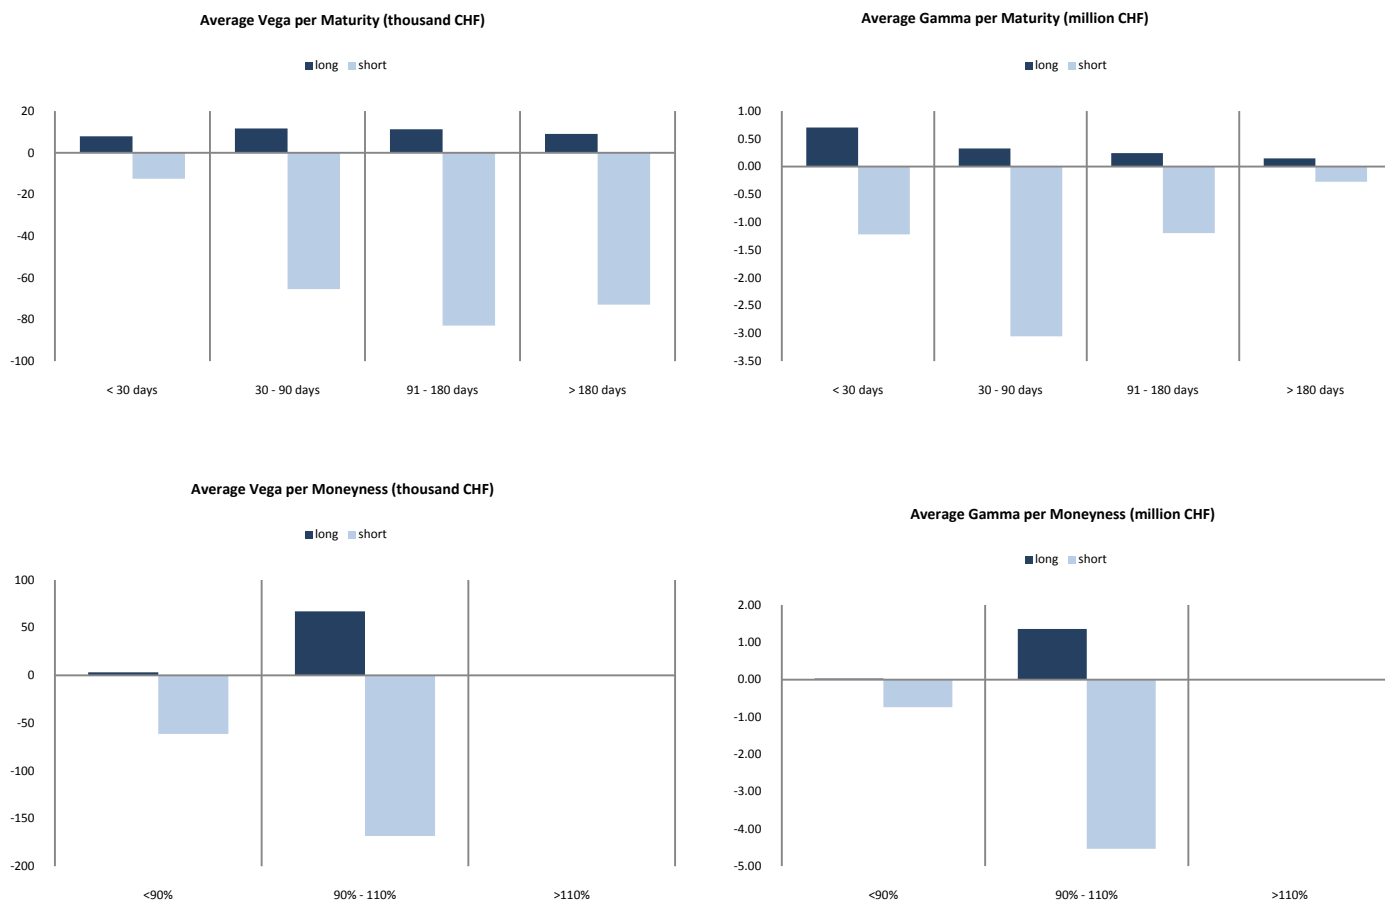 Average Vega per Maturity (thousand CHF)
long short
20
0
-20
-40
-60
-80
-100
< 30 days 30 - 90 days 91 - 180 days > 180 days
Average Gamma per Maturity (million CHF)
long short
1.00
0.50
0.00
-0.50
-1.00
-1.50
-2.00
-2.50
-3.00
-3.50
< 30 days 30 - 90 days 91 - 180 days > 180 days
Average Vega per Moneyness (thousand CHF)
long short
100
50
0
-50
-100
-150
-200
<90% 90% - 110% >110%
Average Gamma per Moneyness (million CHF)
long short
2.00
1.00
0.00
-1.00
-2.00
-3.00
-4.00
-5.00
<90% 90% - 110% >110%